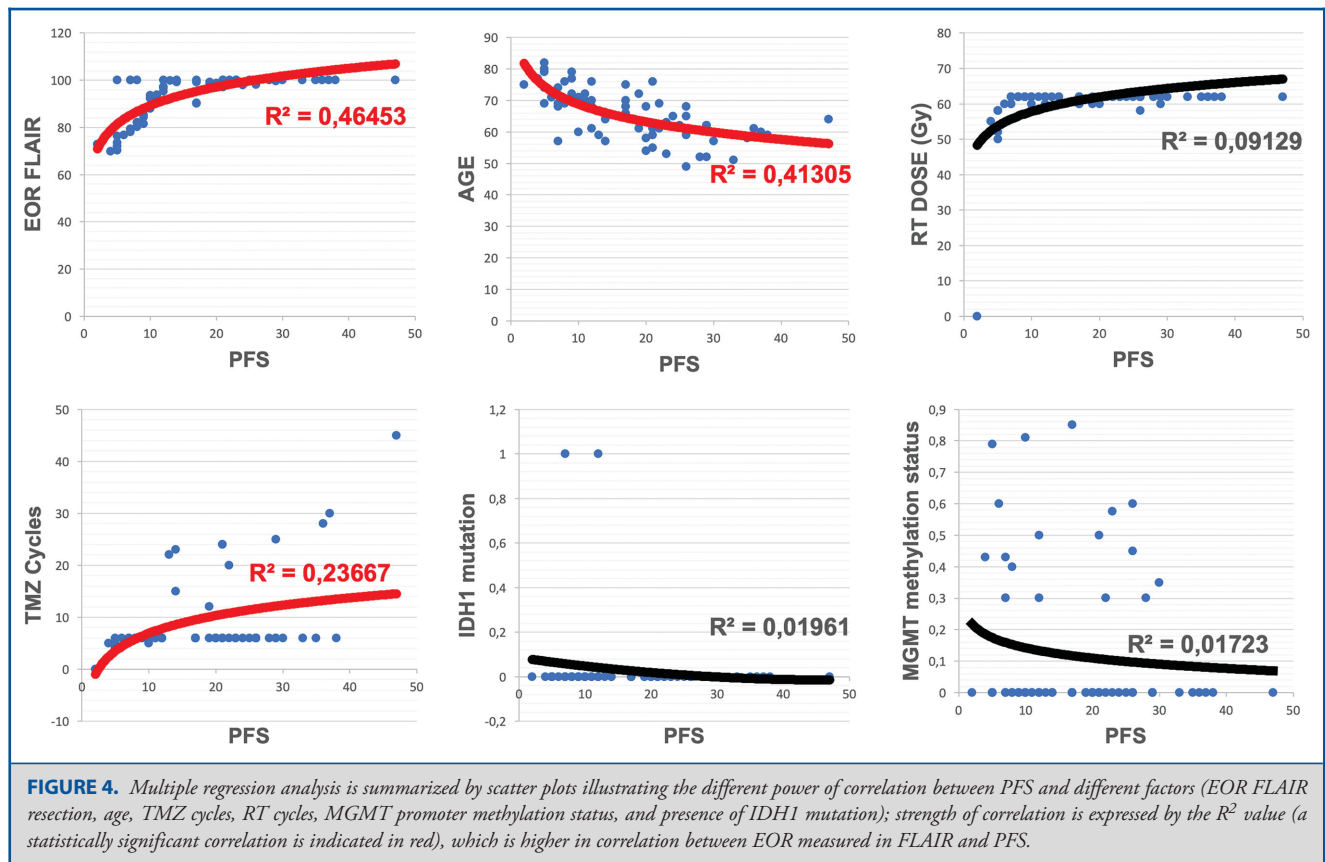 120
100
80
60
40
20
0
EOR FLAIR
R² = 0,46453
0 10 20 30 40 50
PFS
90
80
70
60
50
40
30
20
10
0
AGE
R² = 0,41305
0 10 20 30 40 50
PFS
80
70
60
50
40
30
20
10
0
RT DOSE (Gy)
R² = 0,09129
0 10 20 30 40 50
PFS
50
40
30
20
10
0
-10
TMZ Cycles
R² = 0,23667
0 10 20 30 40 50
PFS
1,2
1
0,8
0,6
0,4
0,2
0
-0,2
IDH1 mutation
R² = 0,01961
0 10 20 30 40 50
PFS
0,9
0,8
0,7
0,6
0,5
0,4
0,3
0,2
0,1
0
MGMT methylation status
R² = 0,01723
0 10 20 30 40 50
PFS
FIGURE 4. Multiple regression analysis is summarized by scatter plots illustrating the different power of correlation between PFS and different factors (EOR FLAIR
resection, age, TMZ cycles, RT cycles, MGMT promoter methylation status, and presence of IDH1 mutation); strength of correlation is expressed by the R² value (a
statistically significant correlation is indicated in red), which is higher in correlation between EOR measured in FLAIR and PFS.